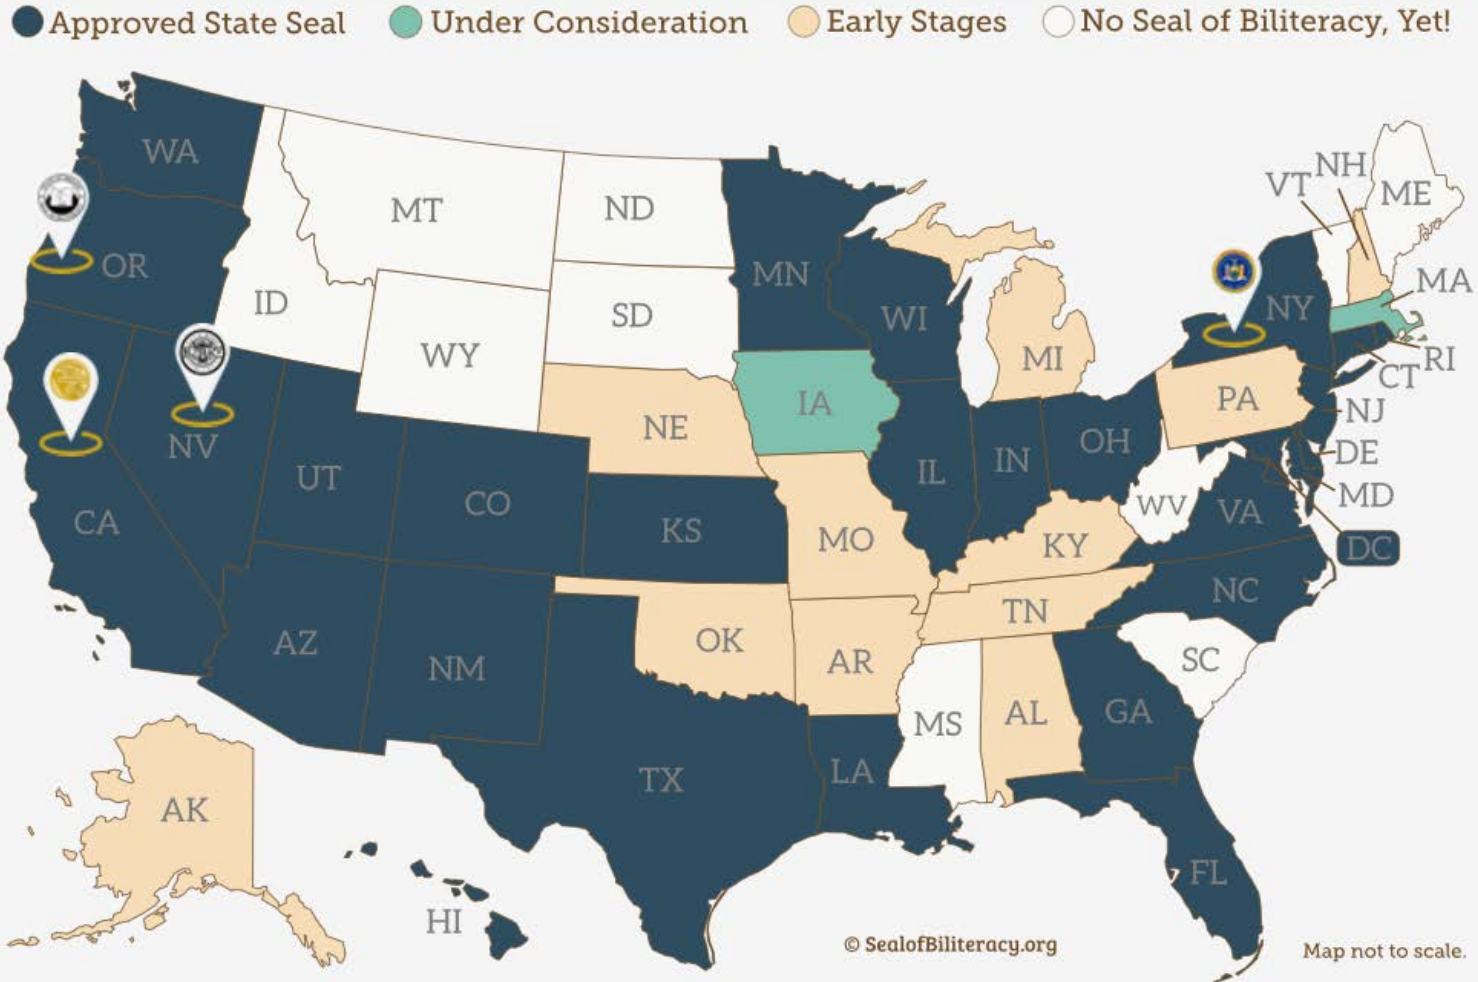 Approved State Seal
Under Consideration
Early Stages
No Seal of Biliteracy, Yet!
WA
MT
ND
MN
VT
NH
ME
OR
ID
SD
WI
NY
MA
WY
MI
RI
CT
IA
PA
NJ
NV
NE
OH
DE
UT
CO
IL
IN
MD
CA
KS
MO
KY
WV
VA
DC
NC
AZ
NM
OK
AR
TN
SC
MS
AL
GA
TX
LA
AK
FL
HI
© SealofBiliteracy.org
Map not to scale.